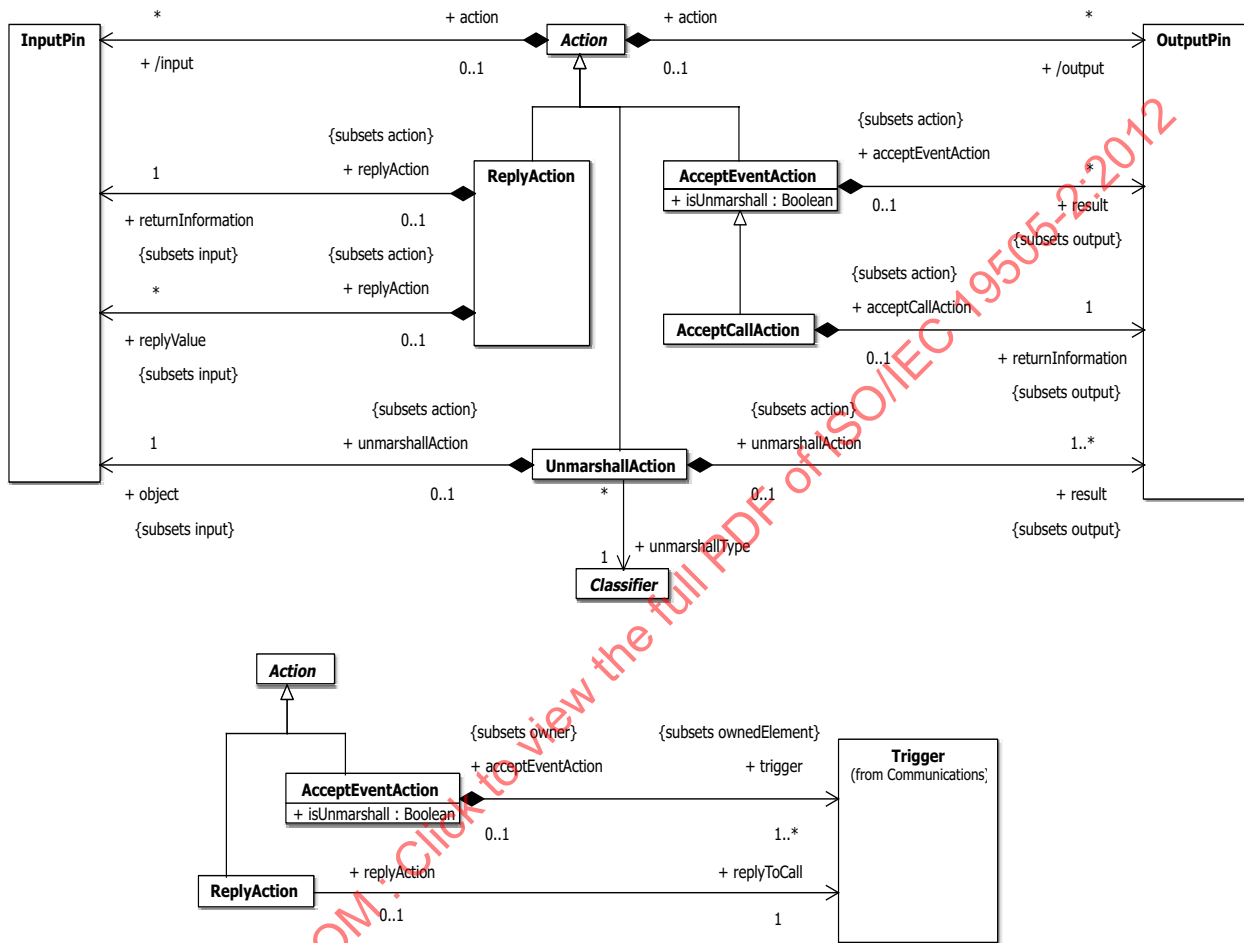 * + action + action *
InputPin Action OutputPin
+ /input 0..1 0..1 + /output
{subsets action} {subsets action}
+ replyAction + acceptEventAction
1 ReplyAction AcceptEventAction *
+ isUnmarshall : Boolean
+ returnInformation 0..1 0..1 + result
{subsets input} {subsets action} {subsets output}
* + replyAction {subsets action}
+ acceptCallAction 1
AcceptCallAction
+ replyValue 0..1 0..1 + returnInformation
{subsets input} {subsets output}
{subsets action} {subsets action}
1 + unmarshallAction + unmarshallAction 1..*
UnmarshallAction
+ object 0..1 * 0..1 + result
{subsets input} {subsets output}
+ unmarshallType
1
Classifier
Action
{subsets owner} {subsets ownedElement}
+ acceptEventAction + trigger
Trigger
(from Communications)
AcceptEventAction
+ isUnmarshall : Boolean
0..1 1..*
+ replyAction + replyToCall
ReplyAction
0..1 1
OM : Click to view the full PDF of ISO/IEC 19505-2:2012